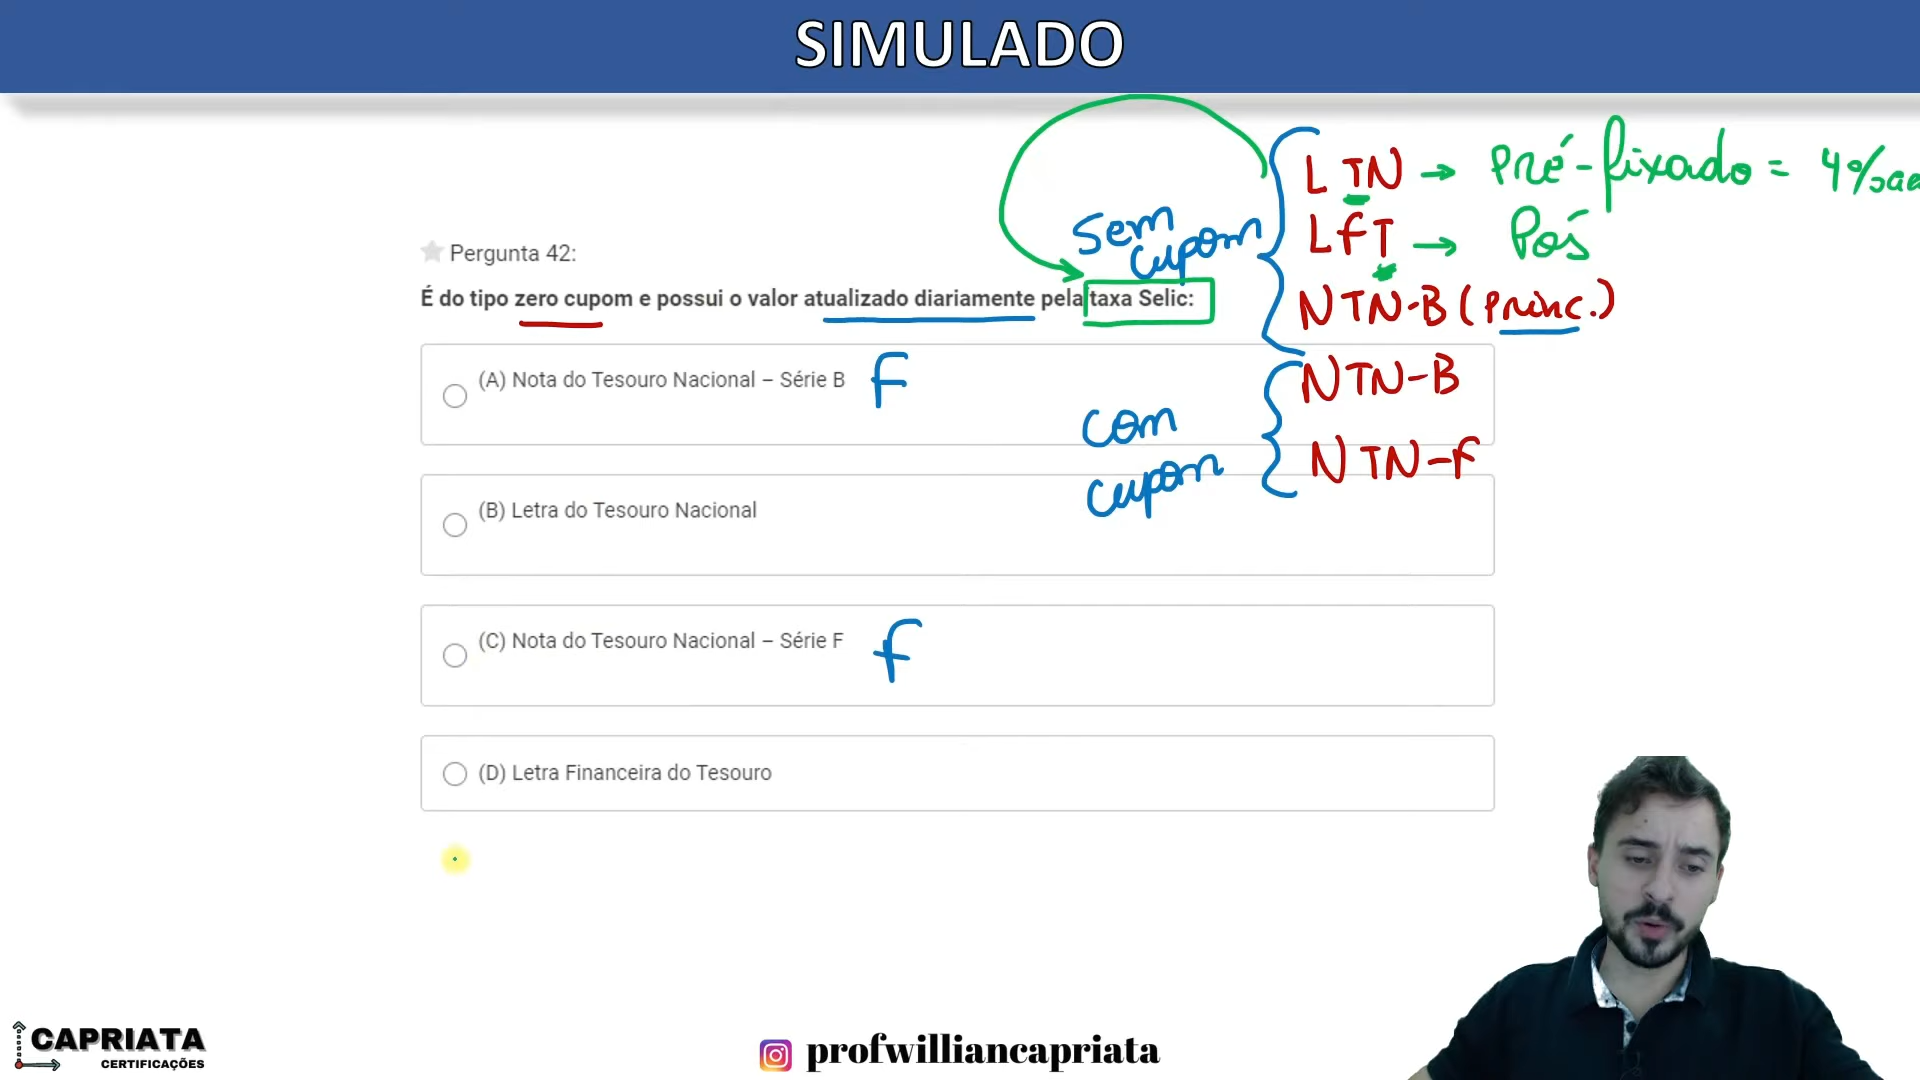 SIMULADO
LTN → Pré-fixado = 4%aa
Sem cupom
LFT → Pós
Pergunta 42:
É do tipo zero cupom e possui o valor atualizado diariamente pela taxa Selic:
NTN-B (Princ.)
(A) Nota do Tesouro Nacional – Série B
F
NTN-B
com cupom
NTN-F
(B) Letra do Tesouro Nacional
(C) Nota do Tesouro Nacional – Série F
F
(D) Letra Financeira do Tesouro
CAPRIATA
CERTIFICAÇÕES
profwilliancapriata